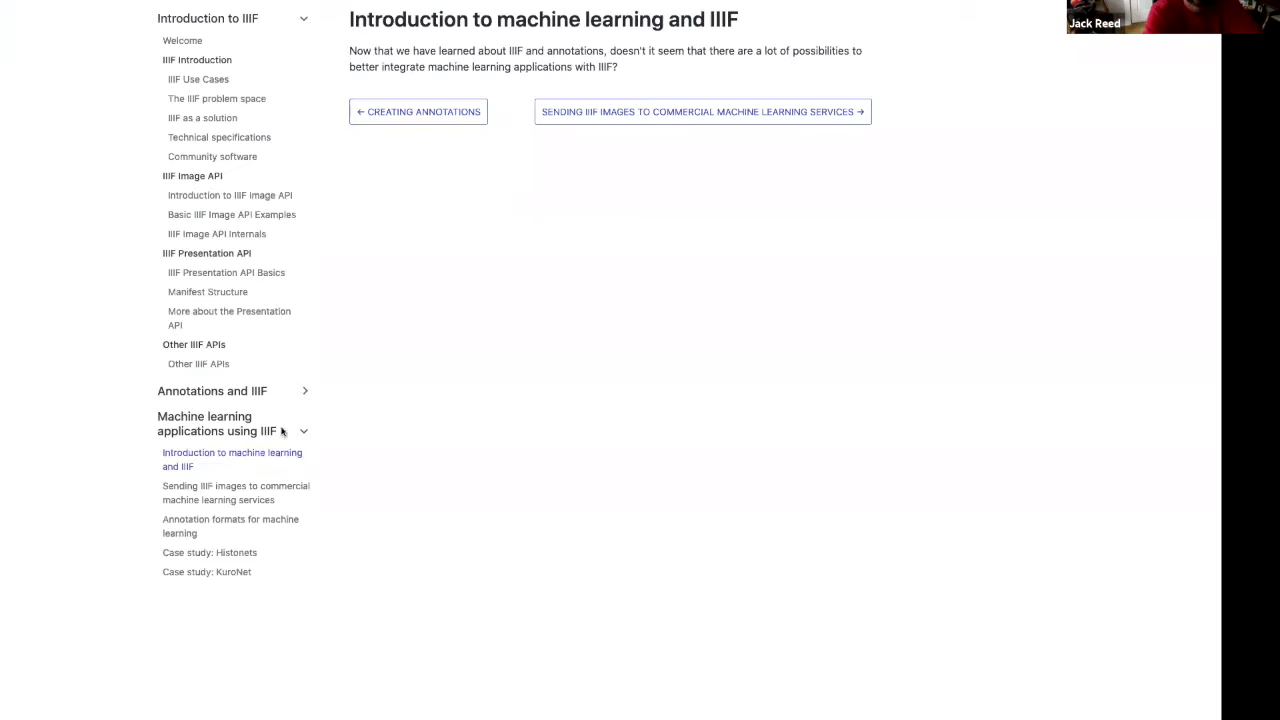 Introduction to IIIF
Welcome
IIIF Introduction
IIIF Use Cases
The IIIF problem space
IIIF as a solution
Technical specifications
Community software
IIIF Image API
Introduction to IIIF Image API
Basic IIIF Image API Examples
IIIF Image API Internals
IIIF Presentation API
IIIF Presentation API Basics
Manifest Structure
More about the Presentation
API
Other IIIF APIs
Other IIIF APIs
Annotations and IIIF
Machine learning
applications using IIIF
Introduction to machine learning
and IIIF
Sending IIIF images to commercial
machine learning services
Annotation formats for machine
learning
Case study: Histonets
Case study: KuroNet
Introduction to machine learning and IIIF
Now that we have learned about IIIF and annotations, doesn't it seem that there are a lot of possibilities to
better integrate machine learning applications with IIIF?
← CREATING ANNOTATIONS
SENDING IIIF IMAGES TO COMMERCIAL MACHINE LEARNING SERVICES →
Jack Reed